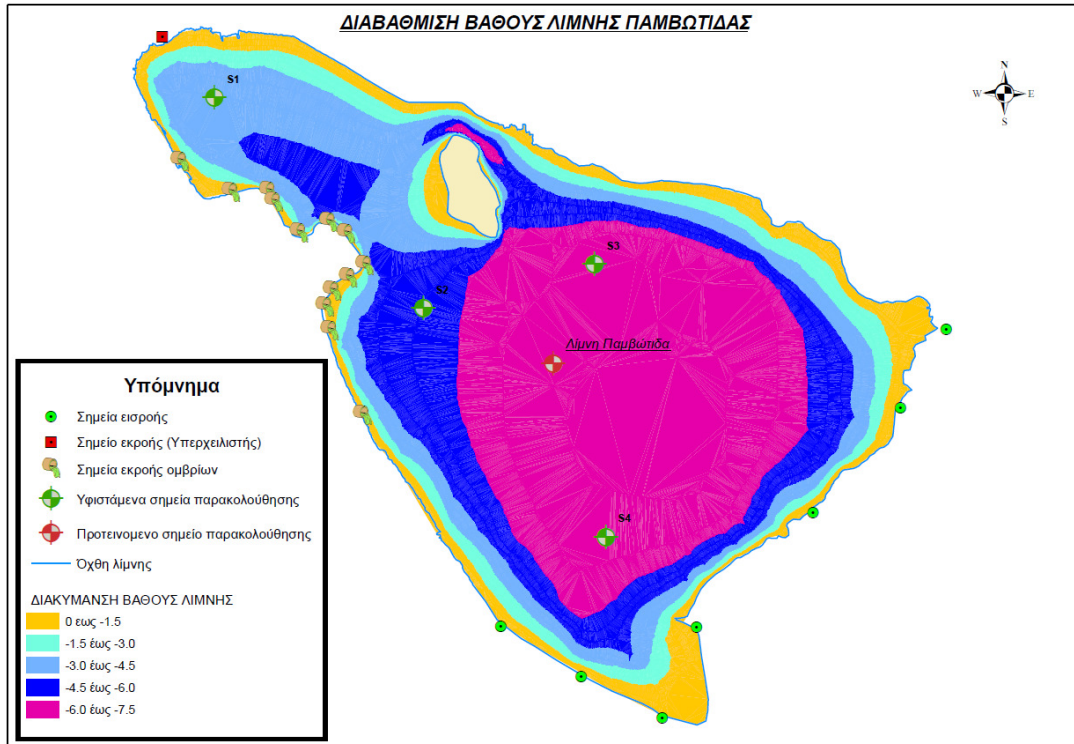 ΔΙΑΒΑΘΜΙΣΗ ΒΑΘΟΥΣ ΛΙΜΝΗΣ ΠΑΜΒΩΤΙΔΑΣ
N
W E
S
S1
S3
S2
Λίμνη Παμβώτιδα
S4
Υπόμνημα
Σημεία εισροής
Σημείο εκροής (Υπερχειλιστής)
Σημεία εκροής ομβρίων
Υφιστάμενα σημεία παρακολούθησης
Προτεινομενο σημείο παρακολούθησης
Όχθη λίμνης
ΔΙΑΚΥΜΑΝΣΗ ΒΑΘΟΥΣ ΛΙΜΝΗΣ
0 έως -1.5
-1.5 έως -3.0
-3.0 έως -4.5
-4.5 έως -6.0
-6.0 έως -7.5